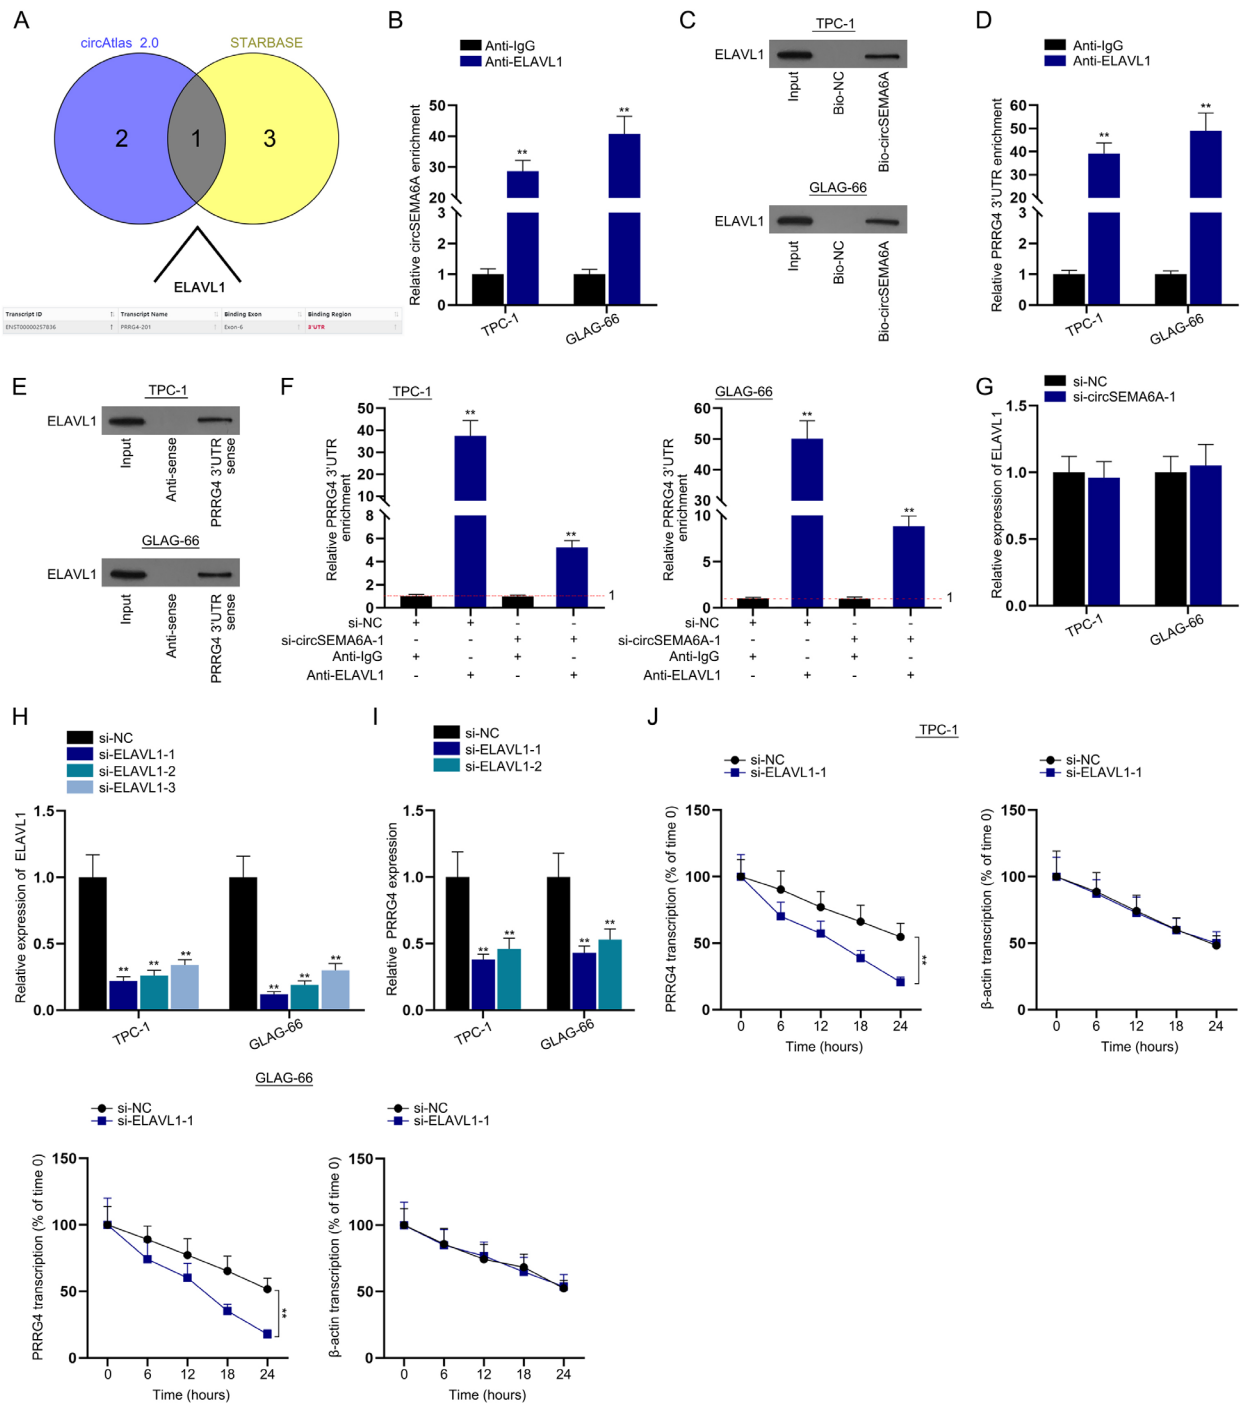 A
circAtlas 2.0
STARBASE
2
1
3
ELAVL1
Transcript ID
Transcript Name
Binding Exon
Binding Region
ENST00000257836
PRRG4-201
Exon-6
3'UTR
B
Anti-IgG
Anti-ELAVL1
Relative circSEMA6A enrichment
50
40
30
20
3
2
1
0
**
**
TPC-1
GLAG-66
C
TPC-1
ELAVL1
Input
Bio-NC
Bio-circSEMA6A
GLAG-66
ELAVL1
Input
Bio-NC
Bio-circSEMA6A
D
Anti-IgG
Anti-ELAVL1
Relative PRRG4 3'UTR enrichment
60
50
40
30
20
3
2
1
0
**
**
TPC-1
GLAG-66
E
TPC-1
ELAVL1
Input
Anti-sense
PRRG4 3'UTR
sense
GLAG-66
ELAVL1
Input
Anti-sense
PRRG4 3'UTR
sense
F
TPC-1
Relative PRRG4 3'UTR
enrichment
50
40
30
20
10
8
6
4
2
0
**
**
1
si-NC + + - -
si-circSEMA6A-1 - - + +
Anti-IgG + - + -
Anti-ELAVL1 - + - +
GLAG-66
Relative PRRG4 3'UTR
enrichment
60
50
40
30
10
5
0
**
**
1
si-NC + + - -
si-circSEMA6A-1 - - + +
Anti-IgG + - + -
Anti-ELAVL1 - + - +
G
si-NC
si-circSEMA6A-1
Relative expression of ELAVL1
1.5
1.0
0.5
0.0
TPC-1
GLAG-66
H
si-NC
si-ELAVL1-1
si-ELAVL1-2
si-ELAVL1-3
Relative expression of ELAVL1
1.5
1.0
0.5
0.0
** ** **
** ** **
TPC-1
GLAG-66
I
si-NC
si-ELAVL1-1
si-ELAVL1-2
Relative PRRG4 expression
1.5
1.0
0.5
0.0
** **
** **
TPC-1
GLAG-66
J
TPC-1
si-NC
si-ELAVL1-1
PRRG4 transcription (% of time 0)
150
100
50
0
**
0 6 12 18 24
Time (hours)
si-NC
si-ELAVL1-1
β-actin transcription (% of time 0)
150
100
50
0
0 6 12 18 24
Time (hours)
GLAG-66
si-NC
si-ELAVL1-1
PRRG4 transcription (% of time 0)
150
100
50
0
**
0 6 12 18 24
Time (hours)
si-NC
si-ELAVL1-1
β-actin transcription (% of time 0)
150
100
50
0
0 6 12 18 24
Time (hours)